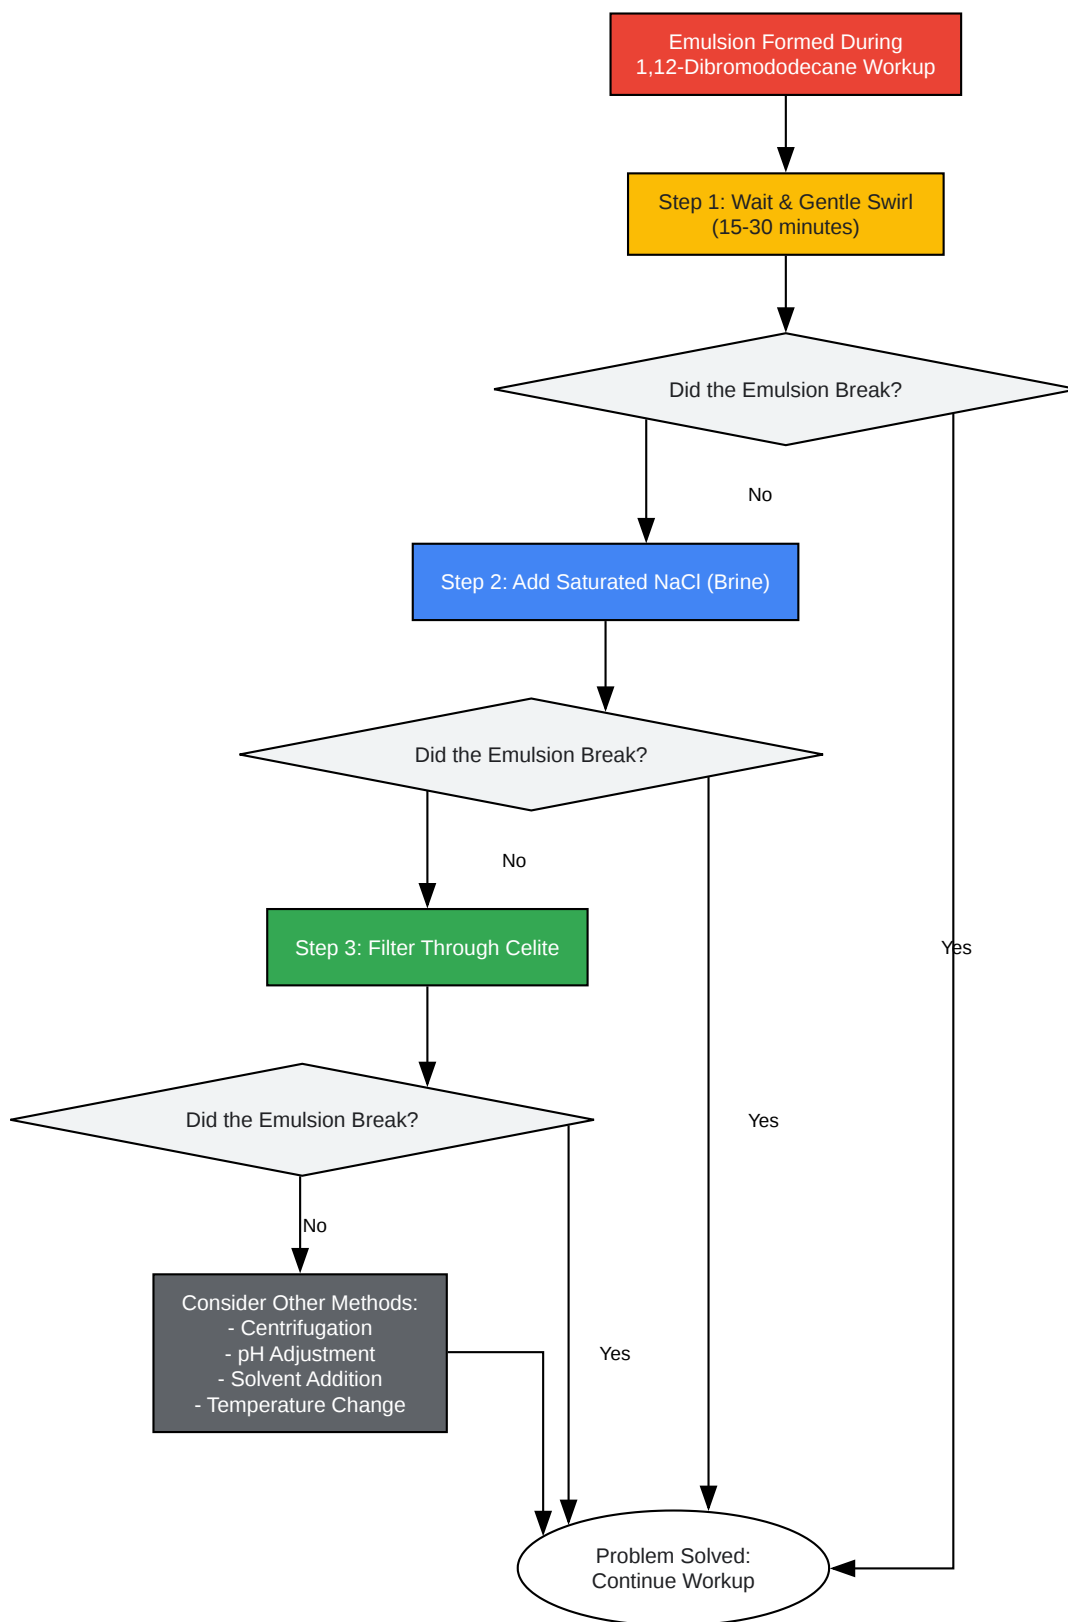 Emulsion Formed During
1,12-Dibromododecane Workup
Step 1: Wait & Gentle Swirl
(15-30 minutes)
Did the Emulsion Break?
No
Step 2: Add Saturated NaCl (Brine)
Did the Emulsion Break?
No
Step 3: Filter Through Celite
Yes
Did the Emulsion Break?
Yes
No
Consider Other Methods:
- Centrifugation
- pH Adjustment
- Solvent Addition
- Temperature Change
Yes
Problem Solved:
Continue Workup